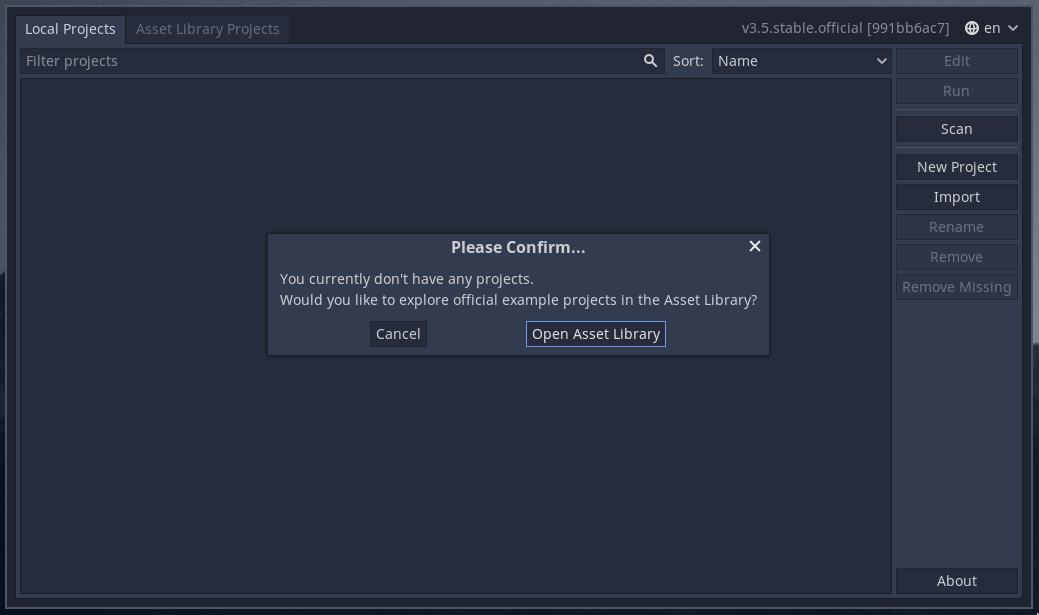 Local Projects
Asset Library Projects
v3.5.stable.official [991bb6ac7]
en
Filter projects
Sort:
Name
Edit
Run
Scan
New Project
Import
Rename
Remove
Remove Missing
Please Confirm...
You currently don't have any projects.
Would you like to explore official example projects in the Asset Library?
Cancel
Open Asset Library
About